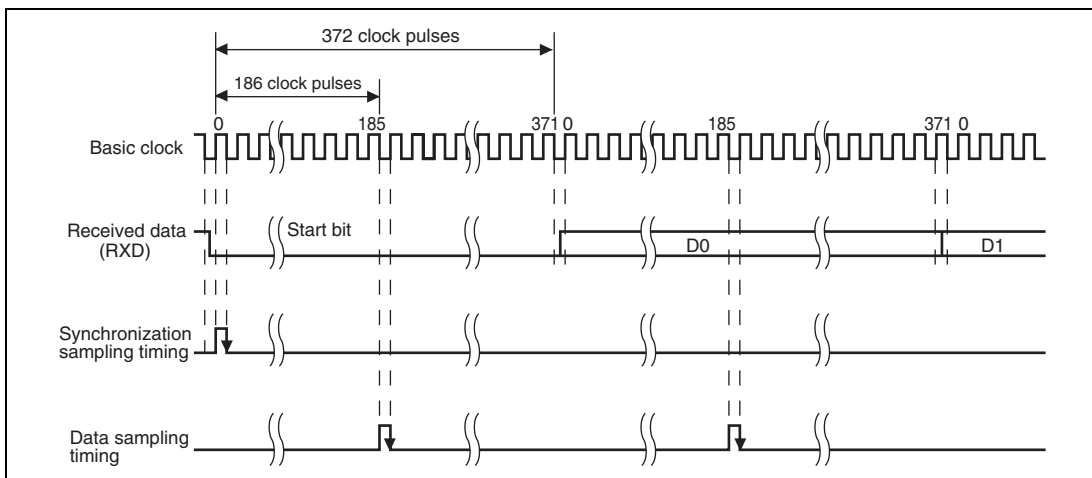 372 clock pulses
186 clock pulses
0 185 371 0 185 371 0
Basic clock
Received data
(RXD)
Start bit
D0
D1
Synchronization
sampling timing
Data sampling
timing